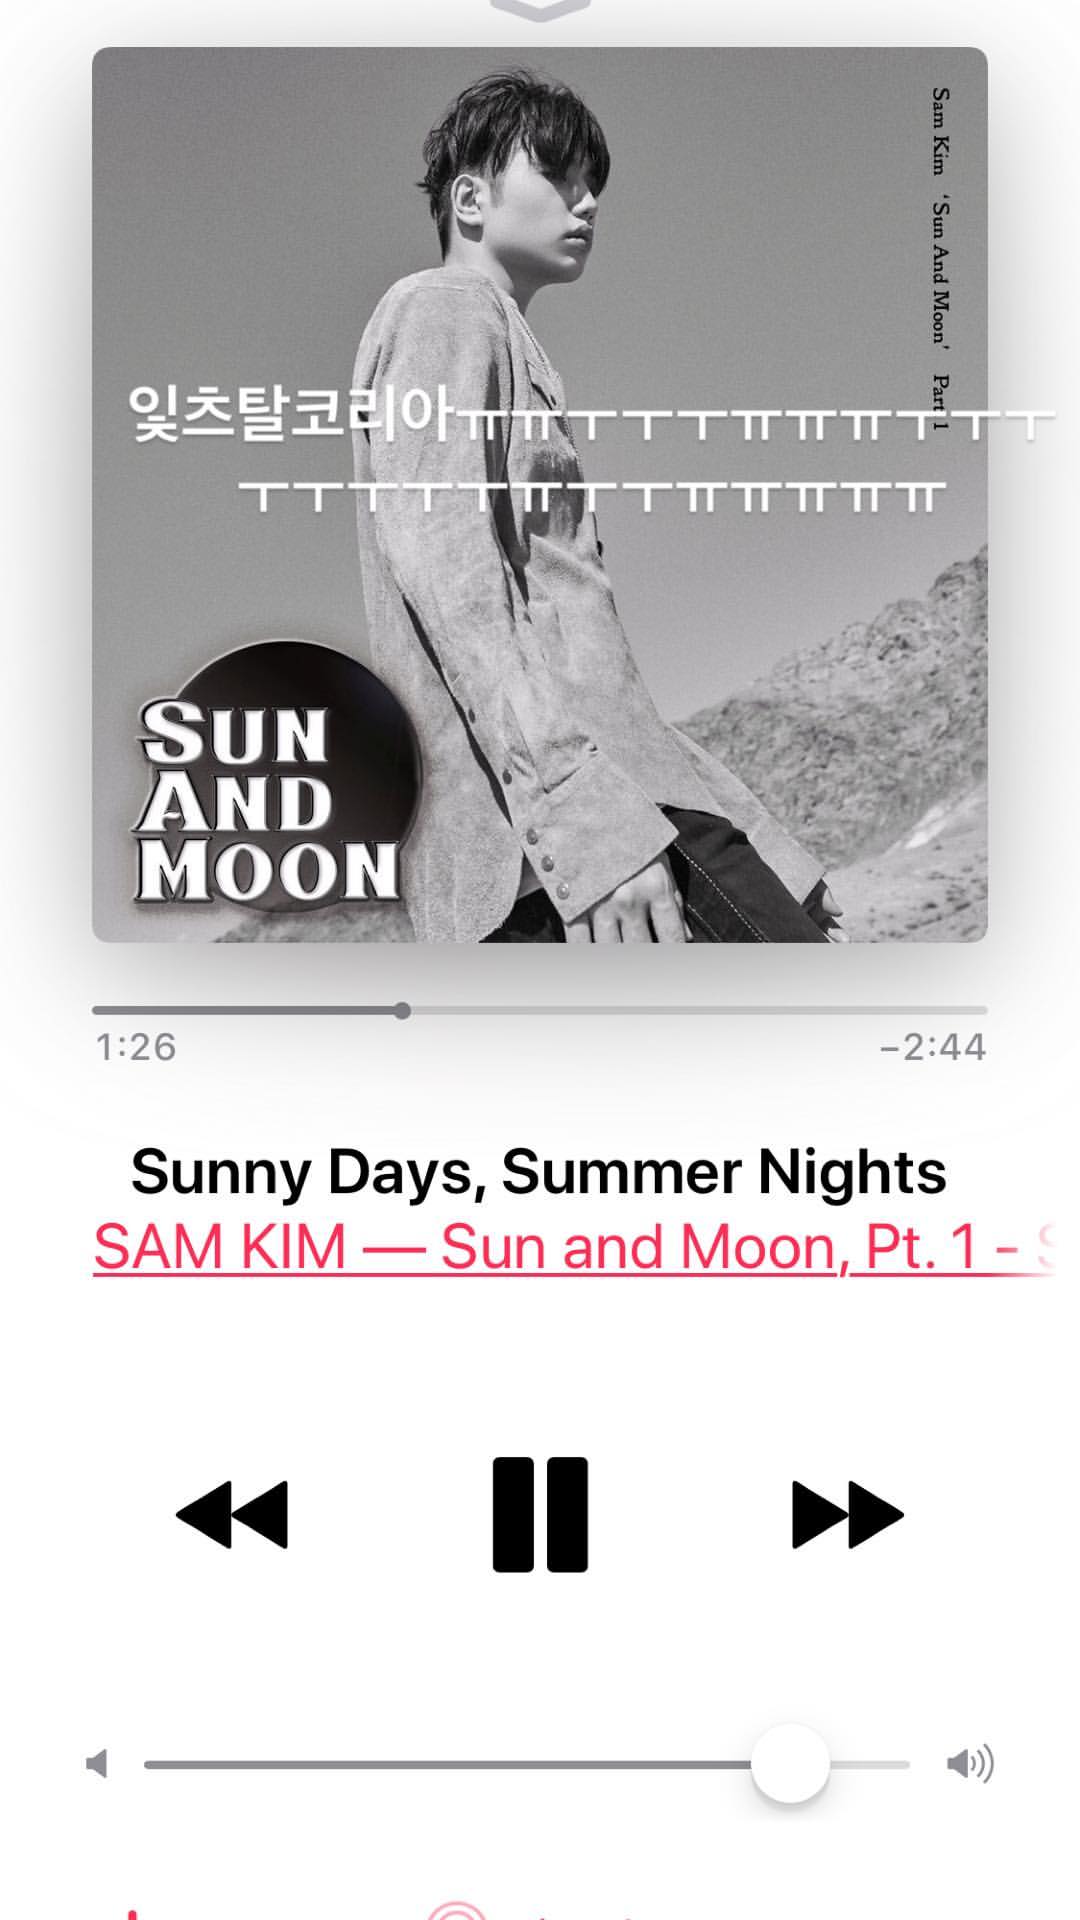 Sam Kim 'Sun And Moon' Part 1
잊츠탈코리아ㅠㅠㅜㅜㅜㅠㅠㅠㅜㅜㅜ
ㅜㅜㅜㅜㅜㅠㅜㅜㅠㅠㅠㅠㅠ
SUN
AND
MOON
1:26
−2:44
Sunny Days, Summer Nights
SAM KIM — Sun and Moon, Pt. 1 -